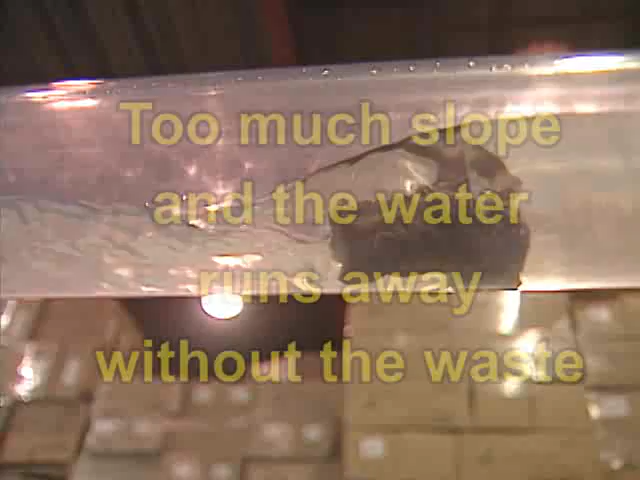 Too much slope
and the water
runs away
without the waste